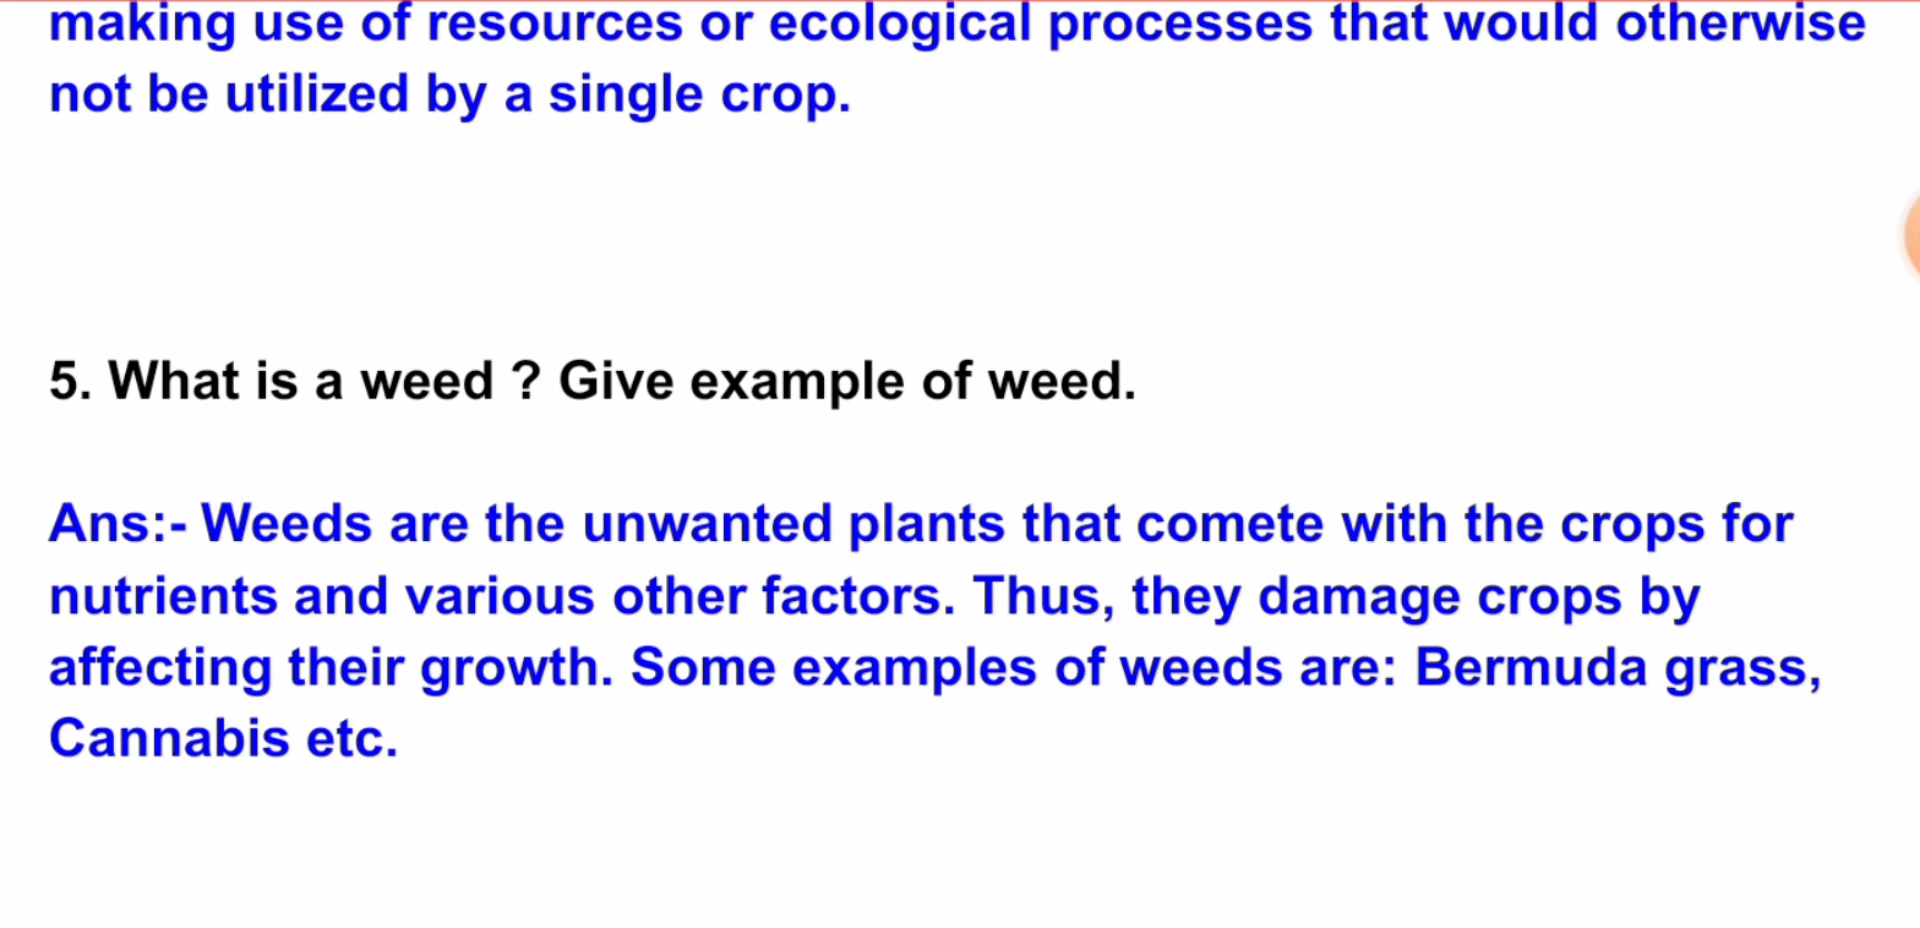 making use of resources or ecological processes that would otherwise
not be utilized by a single crop.
5. What is a weed ? Give example of weed.
Ans:- Weeds are the unwanted plants that comete with the crops for
nutrients and various other factors. Thus, they damage crops by
affecting their growth. Some examples of weeds are: Bermuda grass,
Cannabis etc.